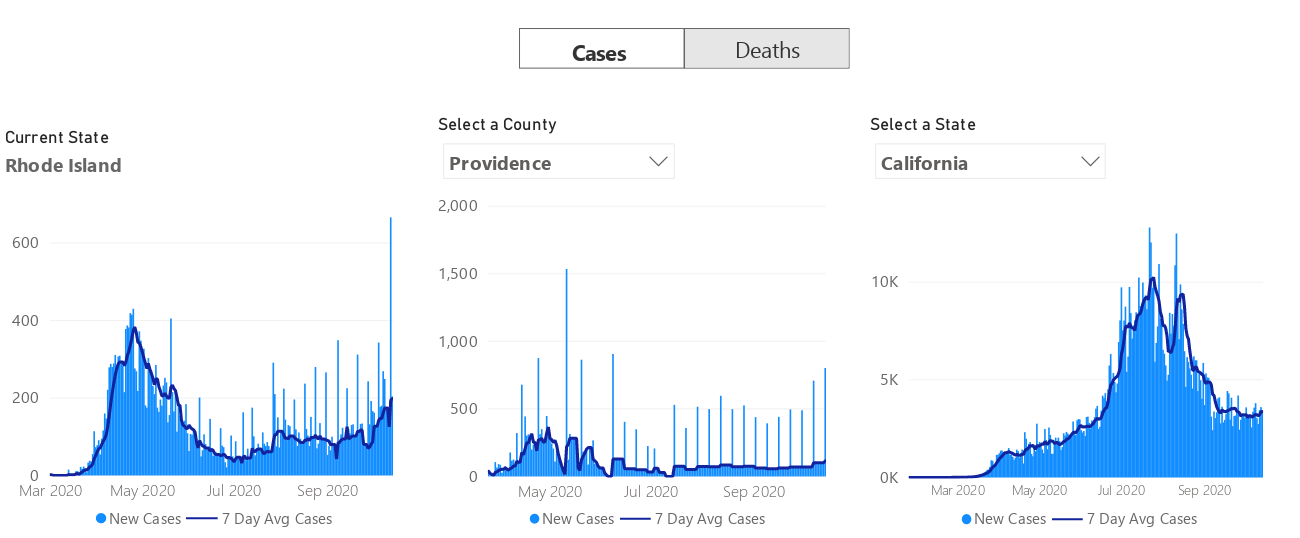 Cases Deaths
Current State
Rhode Island
Select a County
Providence
Select a State
California
600
400
200
0
Mar 2020 May 2020 Jul 2020 Sep 2020
New Cases 7 Day Avg Cases
2,000
1,500
1,000
500
0
May 2020 Jul 2020 Sep 2020
New Cases 7 Day Avg Cases
10K
5K
0K
Mar 2020 May 2020 Jul 2020 Sep 2020
New Cases 7 Day Avg Cases